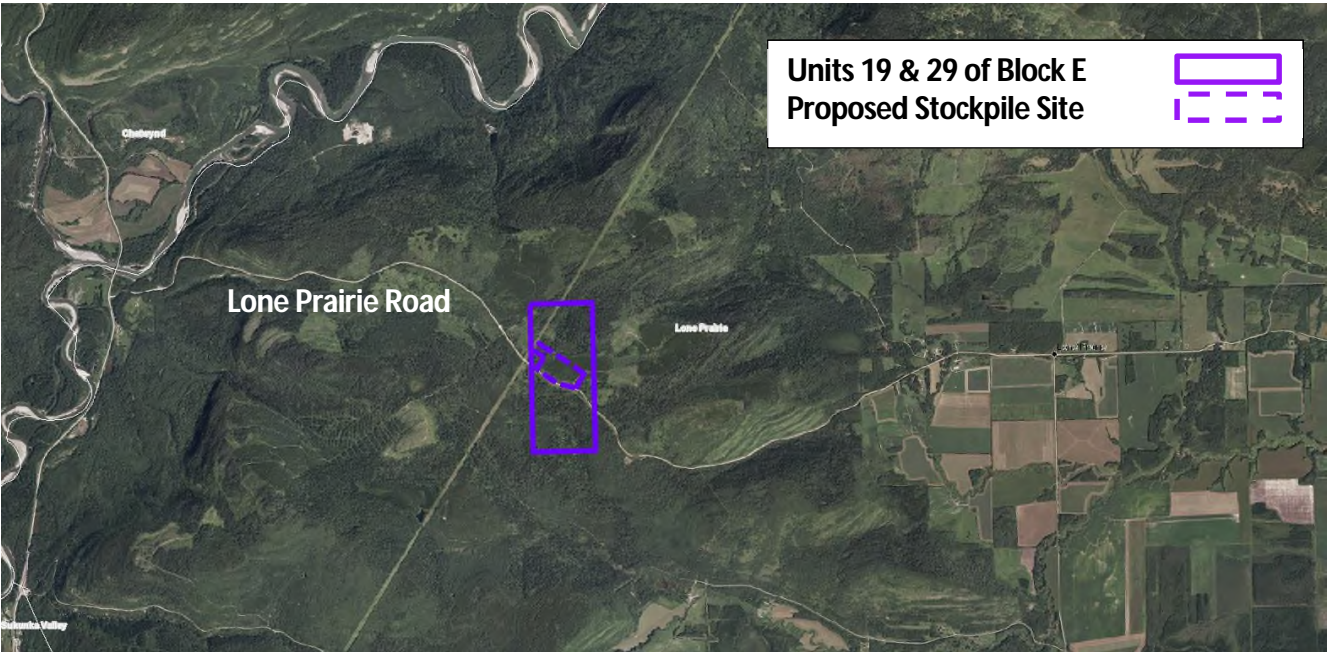 Units 19 & 29 of Block E
Proposed Stockpile Site
Chetwynd
Lone Prairie Road
Lone Prairie
Sukunka Valley